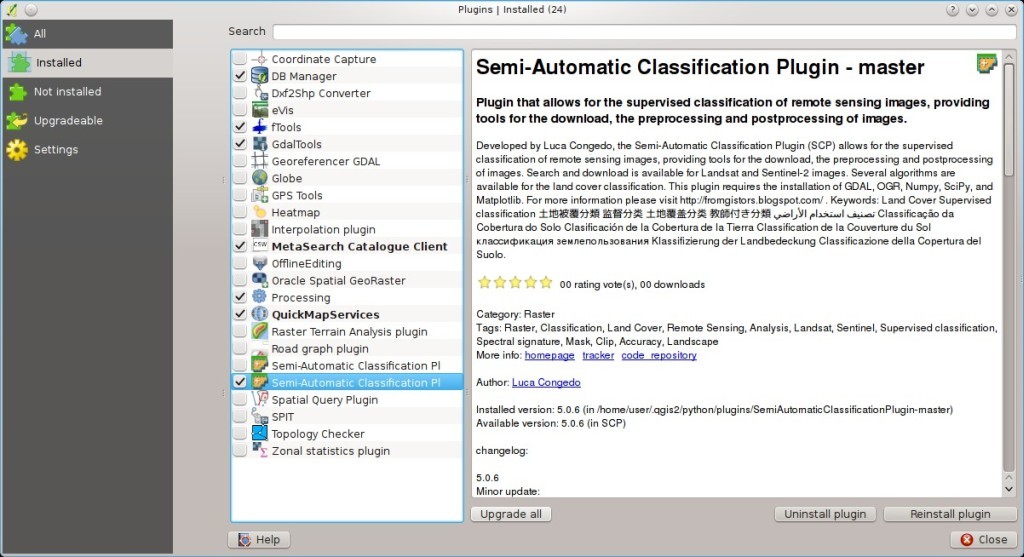 Plugins | Installed (24)
All
Installed
Not installed
Upgradeable
Settings
Search
Coordinate Capture
DB Manager
Dxf2Shp Converter
eVis
fTools
GdalTools
Georeferencer GDAL
Globe
GPS Tools
Heatmap
Interpolation plugin
CSW MetaSearch Catalogue Client
OfflineEditing
Oracle Spatial GeoRaster
Processing
QuickMapServices
Raster Terrain Analysis plugin
Road graph plugin
Semi-Automatic Classification Pl
Semi-Automatic Classification Pl
Spatial Query Plugin
SPIT
Topology Checker
Zonal statistics plugin
Semi-Automatic Classification Plugin - master
Plugin that allows for the supervised classification of remote sensing images, providing
tools for the download, the preprocessing and postprocessing of images.
Developed by Luca Congedo, the Semi-Automatic Classification Plugin (SCP) allows for the supervised
classification of remote sensing images, providing tools for the download, the preprocessing and postprocessing
of images. Search and download is available for Landsat and Sentinel-2 images. Several algorithms are
available for the land cover classification. This plugin requires the installation of GDAL, OGR, Numpy, SciPy, and
Matplotlib. For more information please visit http://fromgistors.blogspot.com/ . Keywords: Land Cover Supervised
classification 土地被覆分類 监督分类 土地覆盖分类 教師付き分類 تصنيف استخدام الأراضي Classificação da
Cobertura do Solo Clasificación de la Cobertura de la Tierra Classification de la Couverture du Sol
классификация землепользования Klassifizierung der Landbedeckung Classificazione della Copertura del
Suolo.
00 rating vote(s), 00 downloads
Category: Raster
Tags: Raster, Classification, Land Cover, Remote Sensing, Analysis, Landsat, Sentinel, Supervised classification,
Spectral signature, Mask, Clip, Accuracy, Landscape
More info: homepage tracker code_repository
Author: Luca Congedo
Installed version: 5.0.6 (in /home/user/.qgis2/python/plugins/SemiAutomaticClassificationPlugin-master)
Available version: 5.0.6 (in SCP)
changelog:
5.0.6
Minor update:
Upgrade all
Uninstall plugin
Reinstall plugin
Help
Close